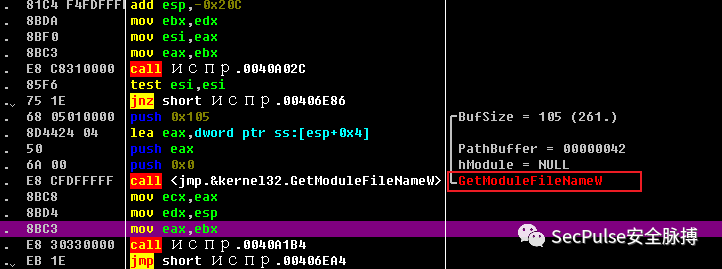 . 81C4 F4FDFFFF add esp,-0x20C
. 8BDA mov ebx,edx
. 8BF0 mov esi,eax
. 8BC3 mov eax,ebx
. E8 C8310000 call испр.0040A02C
. 85F6 test esi,esi
. 75 1E jnz short испр.00406E86
. 68 05010000 push 0x105 BufSize = 105 (261.)
. 8D4424 04 lea eax,dword ptr ss:[esp+0x4]
. 50 push eax PathBuffer = 00000042
. 6A 00 push 0x0 hModule = NULL
. E8 CFDFFFFF call <jmp.&kernel32.GetModuleFileNameW> GetModuleFileNameW
. 8BC8 mov ecx,eax
. 8BD4 mov edx,esp
. 8BC3 mov eax,ebx
. E8 30330000 call испр.0040A1B4
. EB 1E jmp short испр.00406EA4
SecPulse安全脉搏